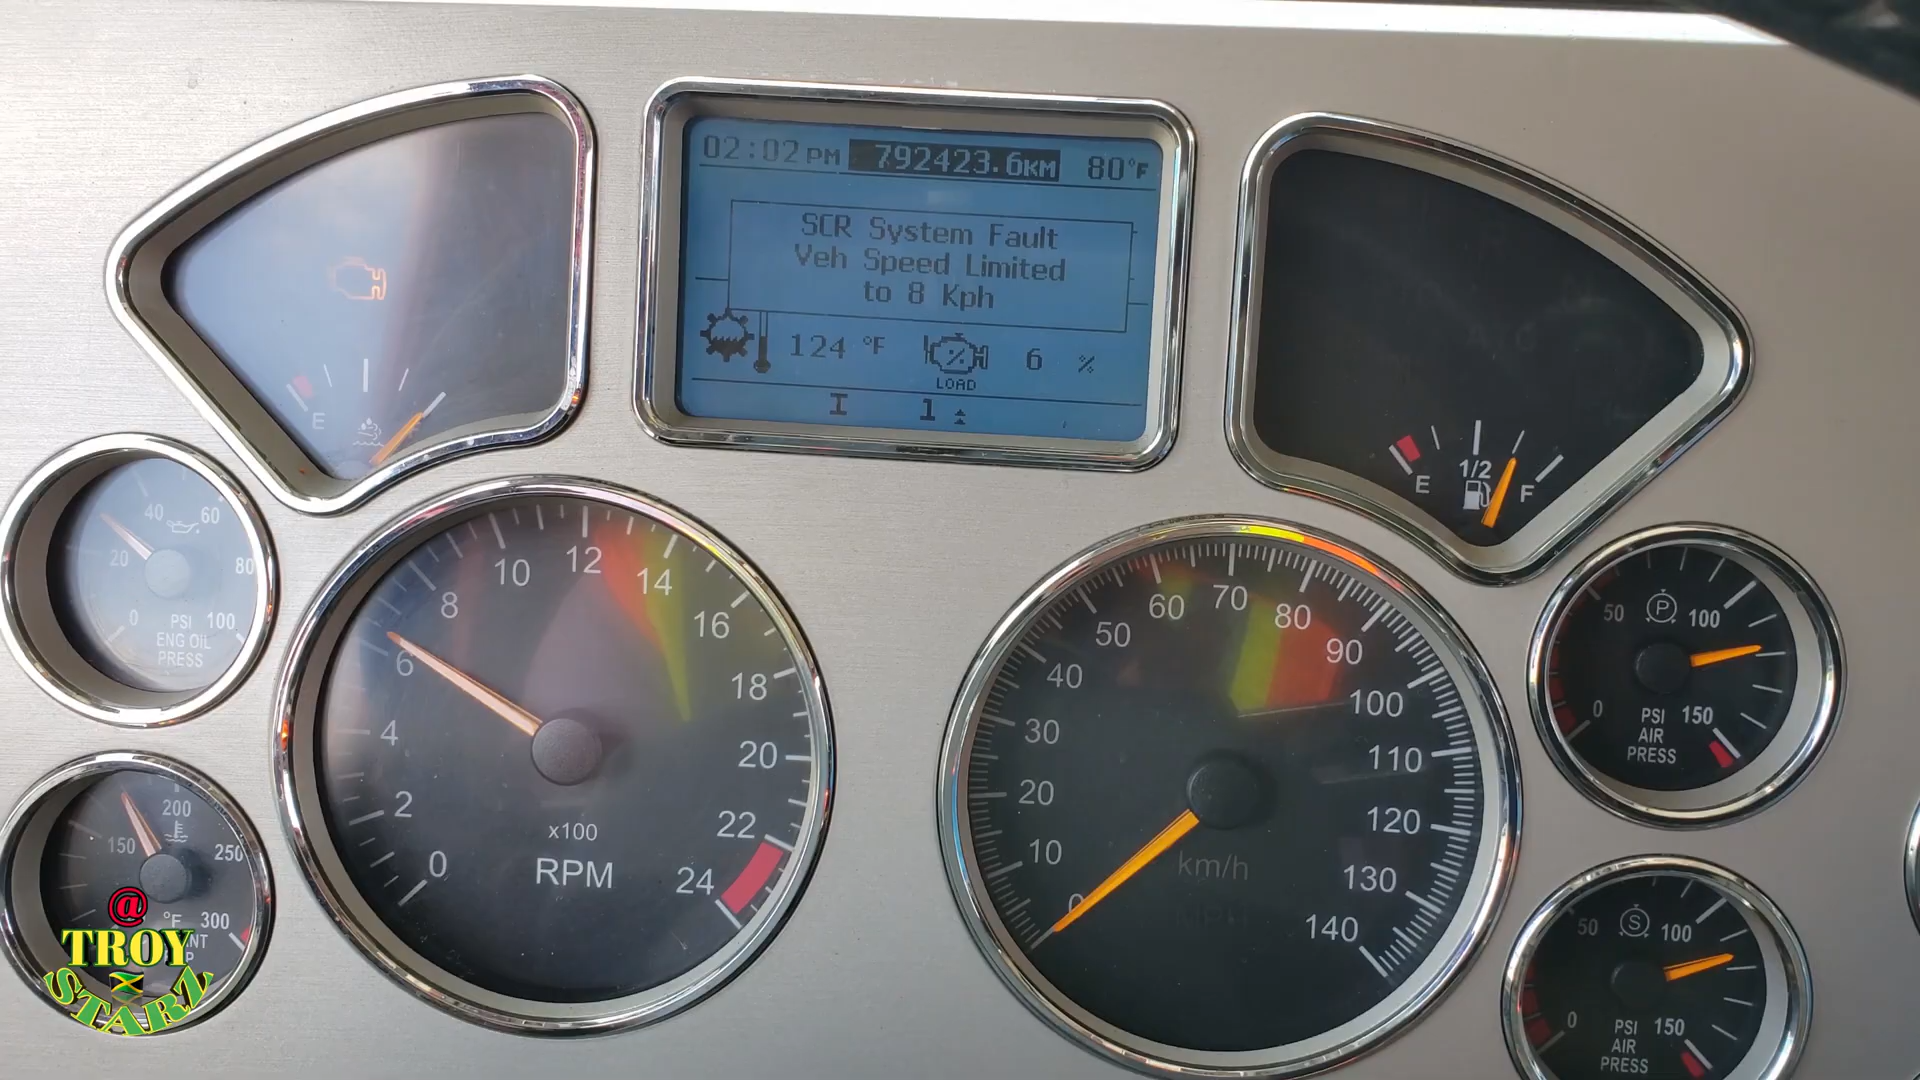 02:02 PM 792423.6KM 80°F
SCR System Fault
Veh Speed Limited
to 8 Kph
124 °F 6 %
LOAD
I 1
E
E 1/2 F
40 60
20 80
0 PSI 100
ENG OIL
PRESS
0 2 4 6 8 10 12 14 16 18 20 22 24
x100
RPM
0 10 20 30 40 50 60 70 80 90 100 110 120 130 140
km/h
50 P 100
0 PSI 150
AIR
PRESS
150 200 250
°F 300
50 S 100
0 PSI 150
AIR
PRESS
@
TROY
STARZ